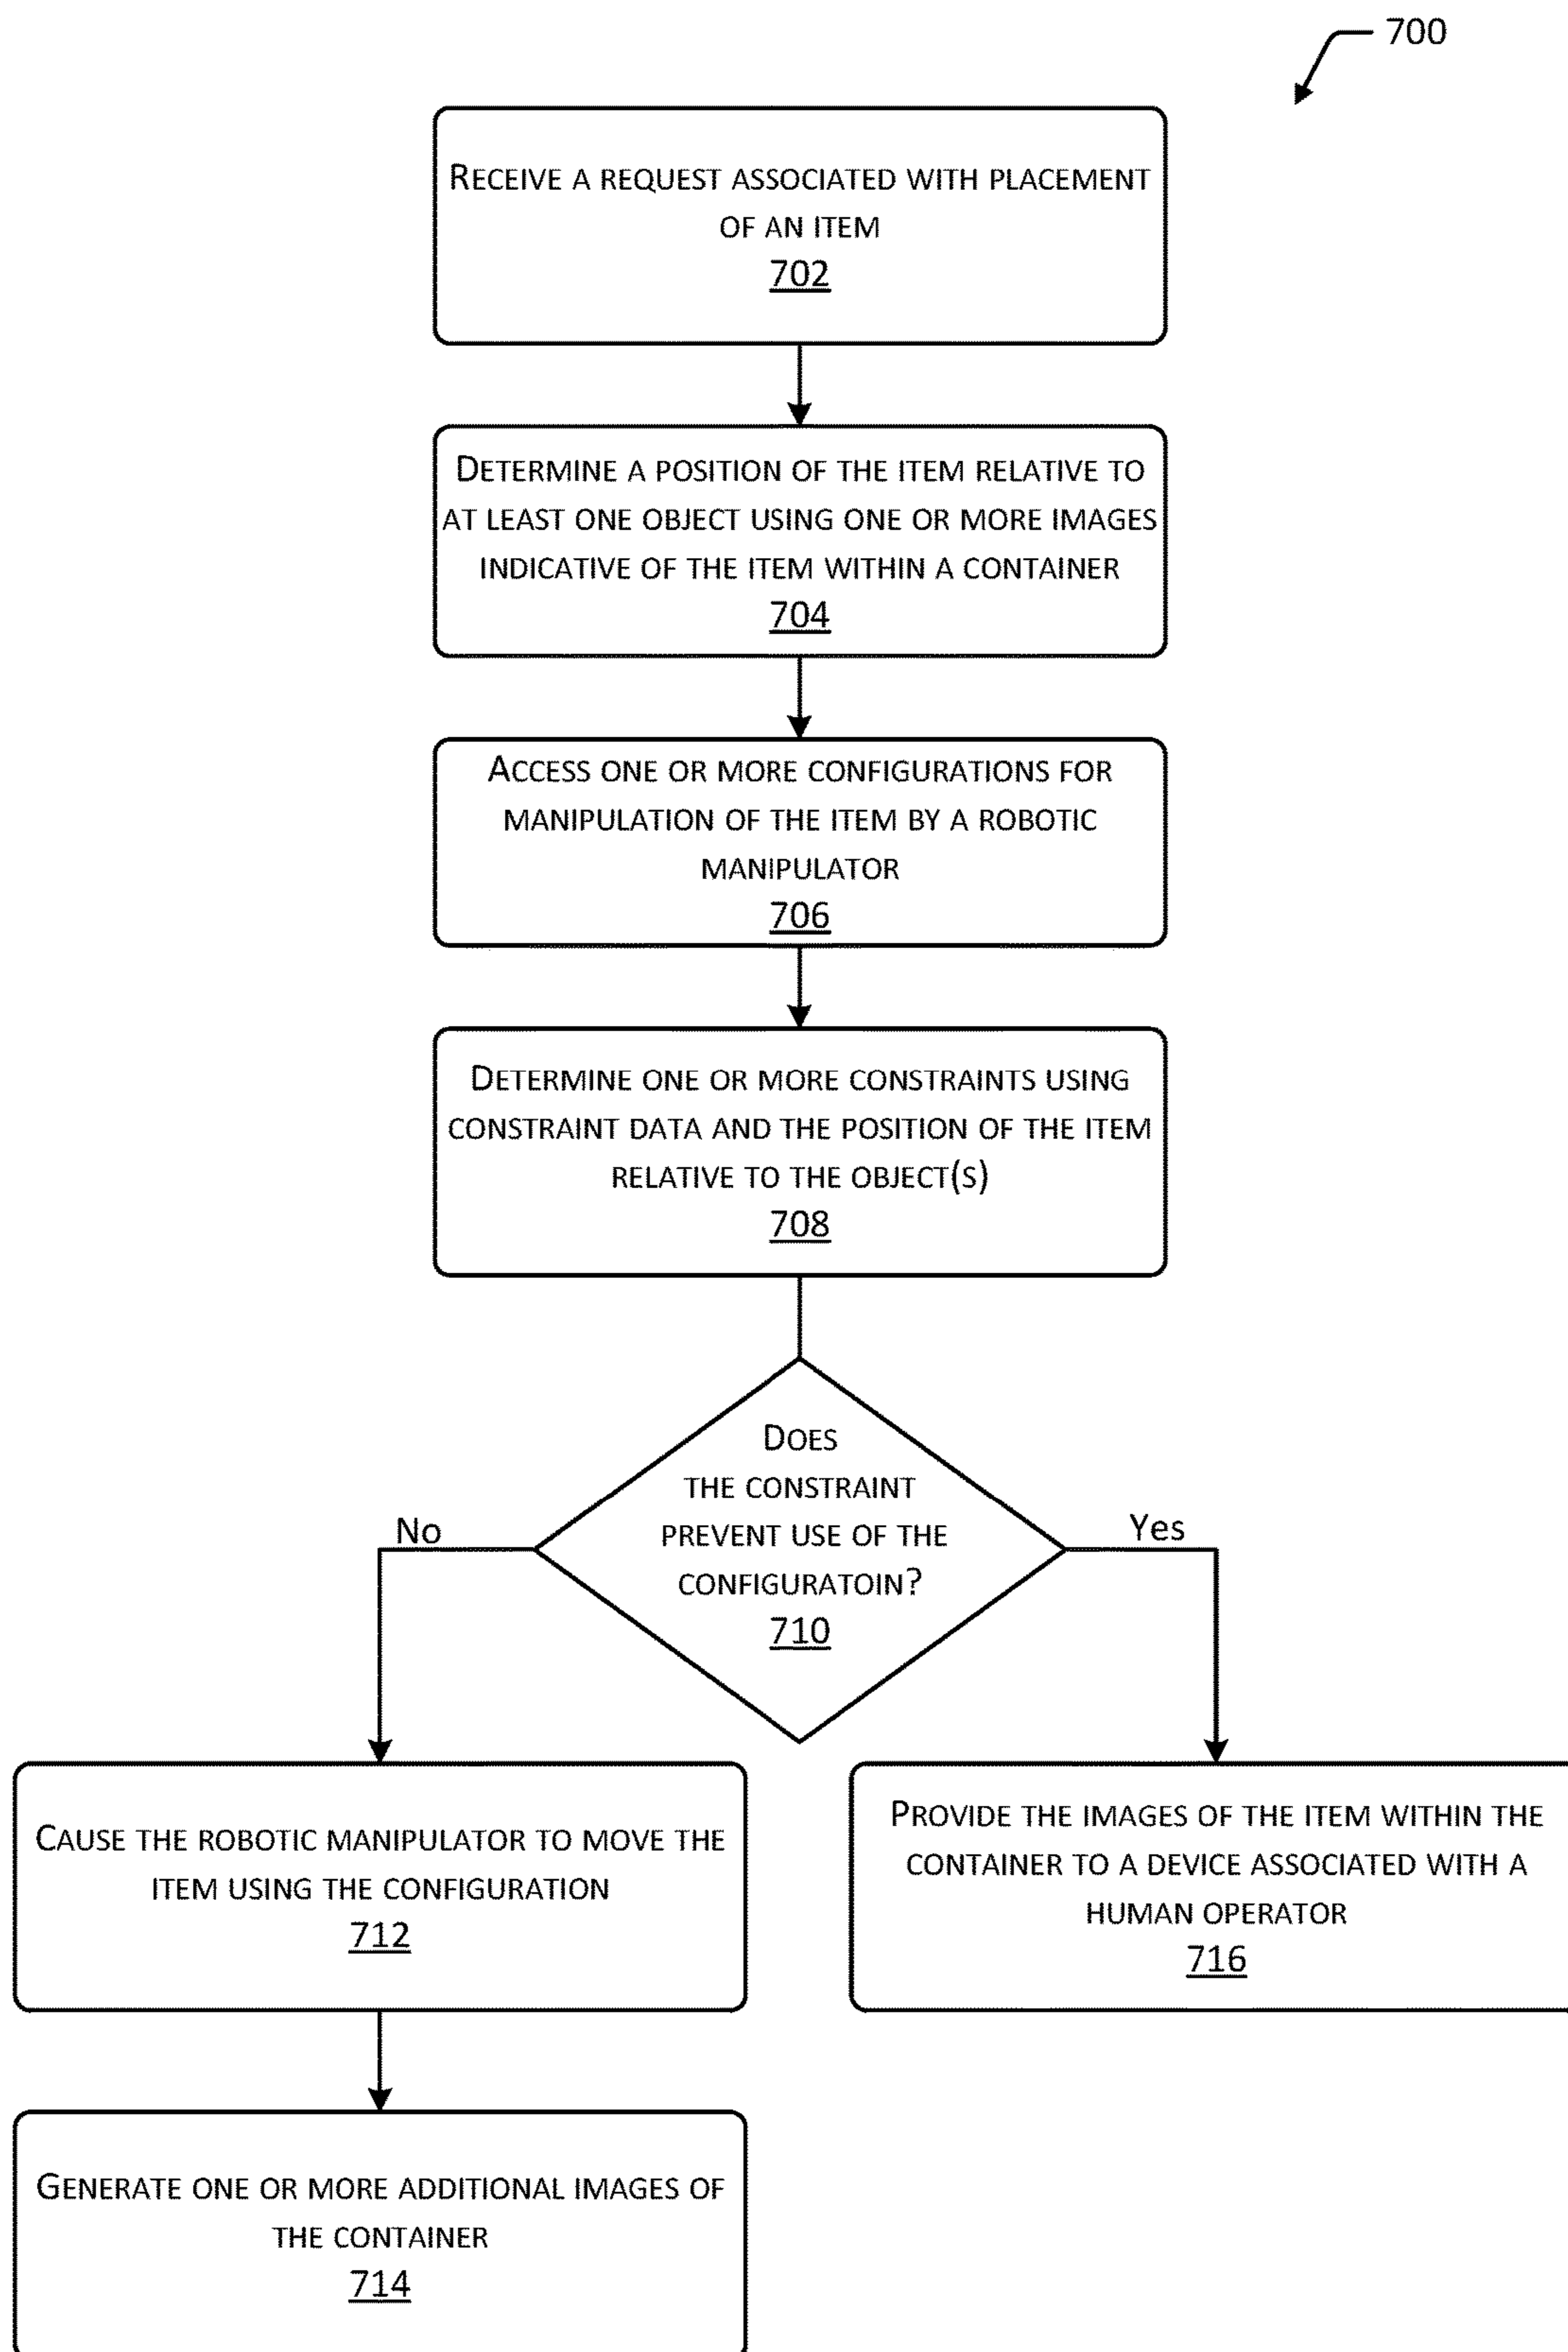 700
Receive a request associated with placement
of an item
702
Determine a position of the item relative to
at least one object using one or more images
indicative of the item within a container
704
Access one or more configurations for
manipulation of the item by a robotic
manipulator
706
Determine one or more constraints using
constraint data and the position of the item
relative to the object(s)
708
Does
the constraint
prevent use of the
configuratoin?
710
No
Yes
Cause the robotic manipulator to move the
item using the configuration
712
Provide the images of the item within the
container to a device associated with a
human operator
716
Generate one or more additional images of
the container
714